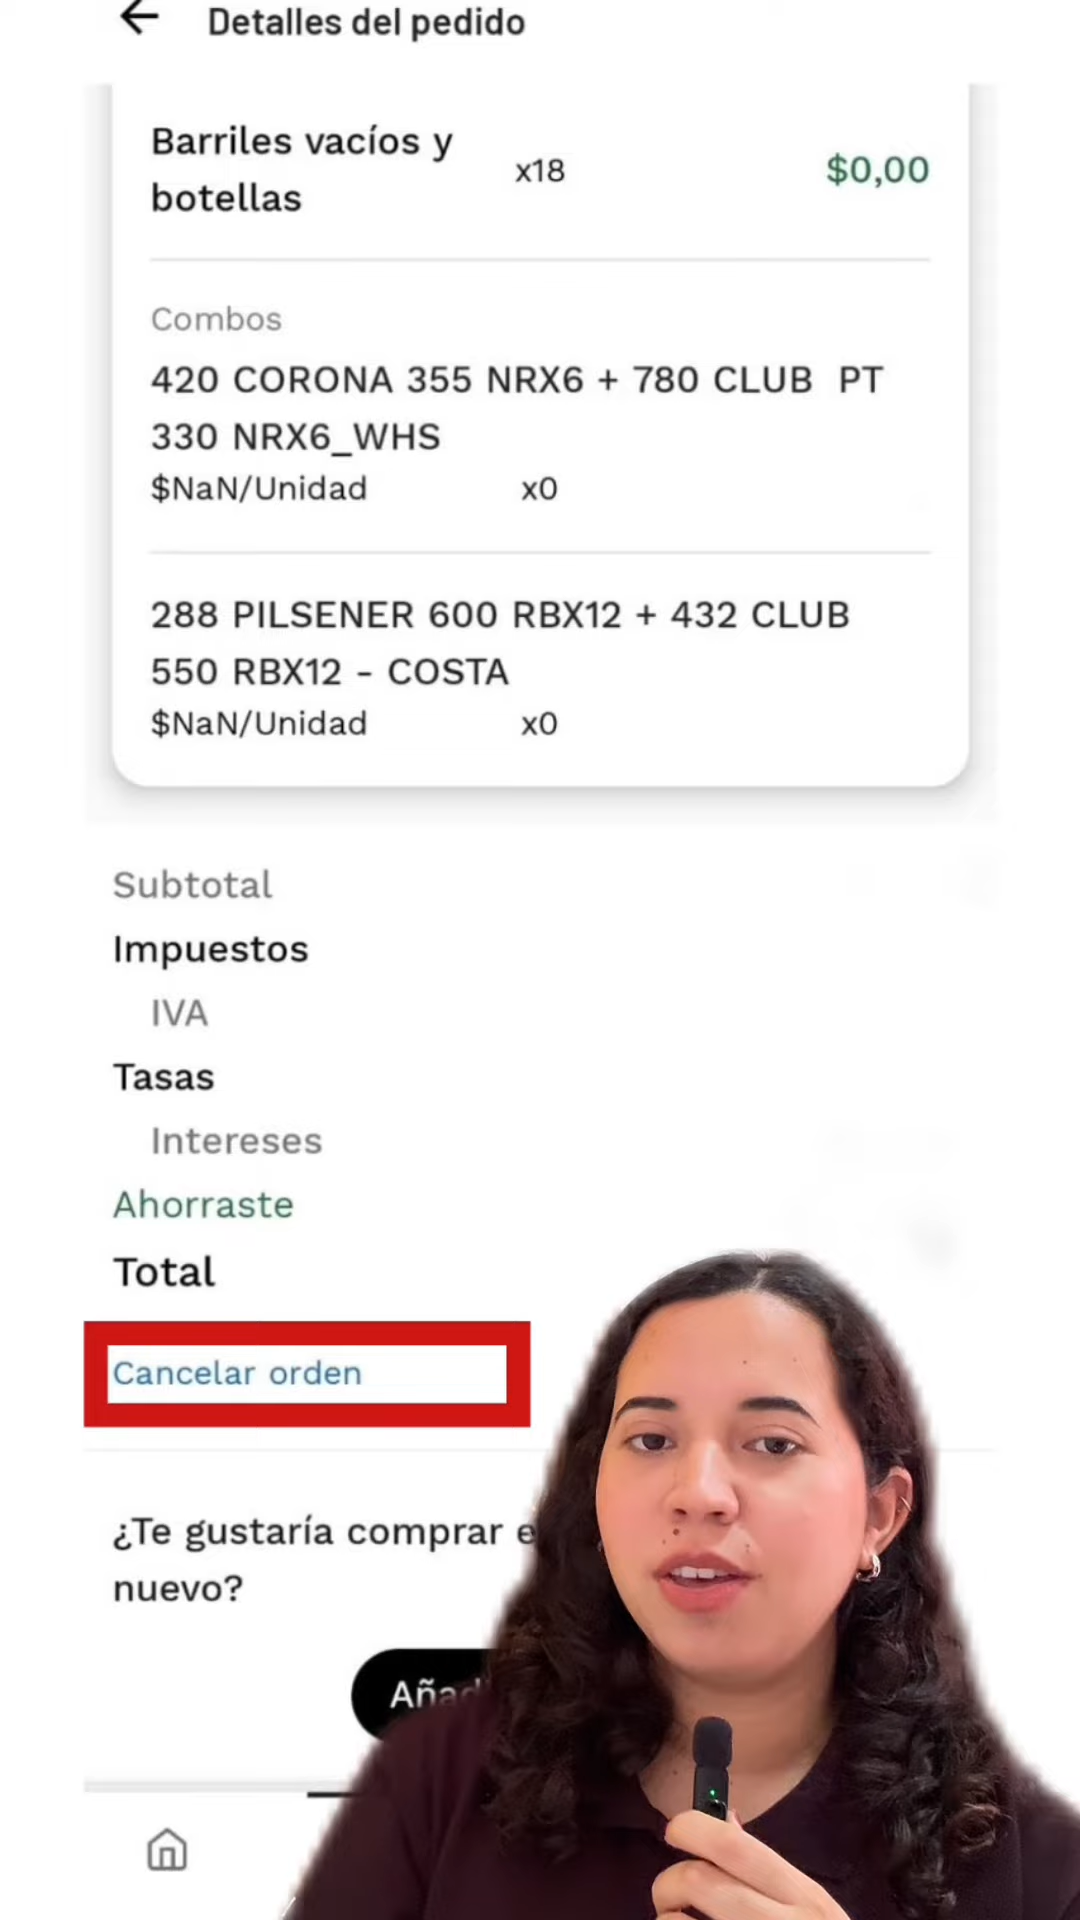 Detalles del pedido
Barriles vacíos y
botellas
x18
$0,00
Combos
420 CORONA 355 NRX6 + 780 CLUB PT
330 NRX6_WHS
$NaN/Unidad x0
288 PILSENER 600 RBX12 + 432 CLUB
550 RBX12 - COSTA
$NaN/Unidad x0
Subtotal
Impuestos
IVA
Tasas
Intereses
Ahorraste
Total
Cancelar orden
¿Te gustaría comprar
nuevo?